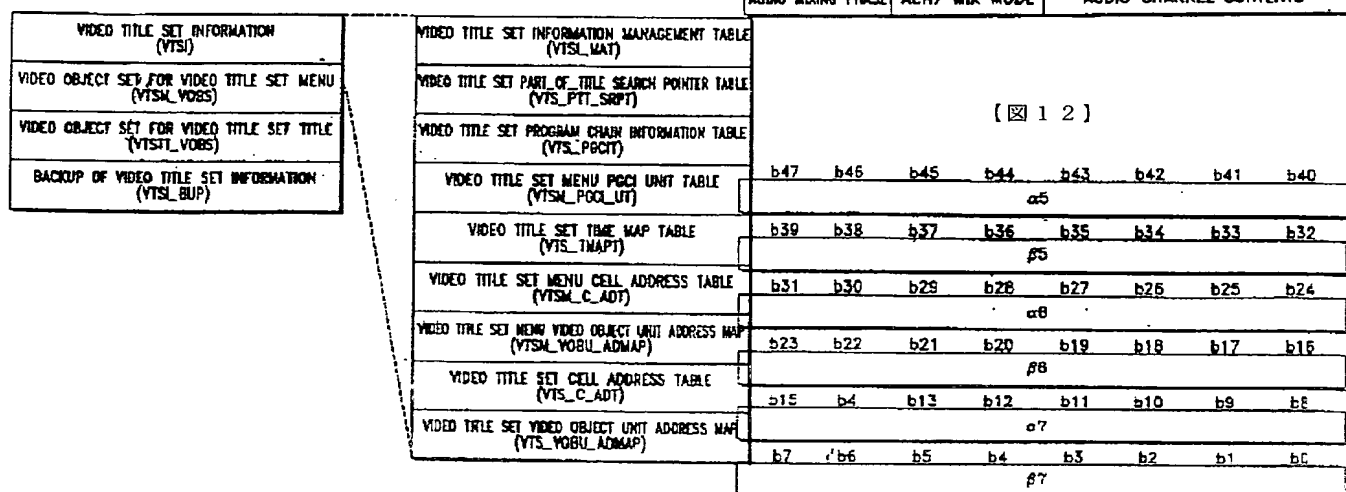 AUDIO MIXING PHASE ACH7 MIX MODE AUDIO CHANNEL CONTENTS
VIDEO TITLE SET INFORMATION
(VTSI)
VIDEO OBJECT SET FOR VIDEO TITLE SET MENU
(VTSM_VOBS)
VIDEO OBJECT SET FOR VIDEO TITLE SET TITLE
(VTSTT_VOBS)
BACKUP OF VIDEO TITLE SET INFORMATION
(VTSI_BUP)
VIDEO TITLE SET INFORMATION MANAGEMENT TABLE
(VTSI_MAT)
VIDEO TITLE SET PART_OF_TITLE SEARCH POINTER TABLE
(VTS_PTT_SRPT)
VIDEO TITLE SET PROGRAM CHAIN INFORMATION TABLE
(VTS_PGCIT)
VIDEO TITLE SET MENU PGCI UNIT TABLE
(VTSM_PGCI_UT)
VIDEO TITLE SET TIME MAP TABLE
(VTS_TMAPT)
VIDEO TITLE SET MENU CELL ADDRESS TABLE
(VTSM_C_ADT)
VIDEO TITLE SET MENU VIDEO OBJECT UNIT ADDRESS MAP
(VTSM_VOBU_ADMAP)
VIDEO TITLE SET CELL ADDRESS TABLE
(VTS_C_ADT)
VIDEO TITLE SET VIDEO OBJECT UNIT ADDRESS MAP
(VTS_VOBU_ADMAP)
【図12】
b47 b46 b45 b44 b43 b42 b41 b40
α5
b39 b38 b37 b36 b35 b34 b33 b32
β5
b31 b30 b29 b28 b27 b26 b25 b24
α6
b23 b22 b21 b20 b19 b18 b17 b16
β6
b15 b4 b13 b12 b11 b10 b9 b8
α7
b7 b6 b5 b4 b3 b2 b1 b0
β7